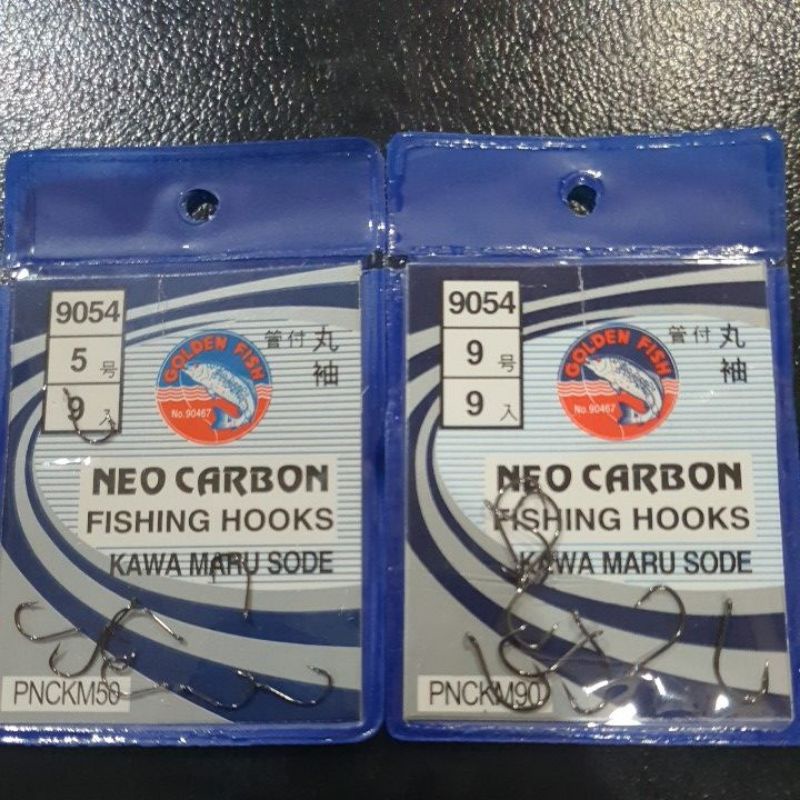 9054
5号
9入
管付 丸袖
GOLDEN FISH
No.90467
NEO CARBON
FISHING HOOKS
KAWA MARU SODE
PNCKM50
9054
9号
9入
管付 丸袖
GOLDEN FISH
No.90467
NEO CARBON
FISHING HOOKS
KAWA MARU SODE
PNCKM90